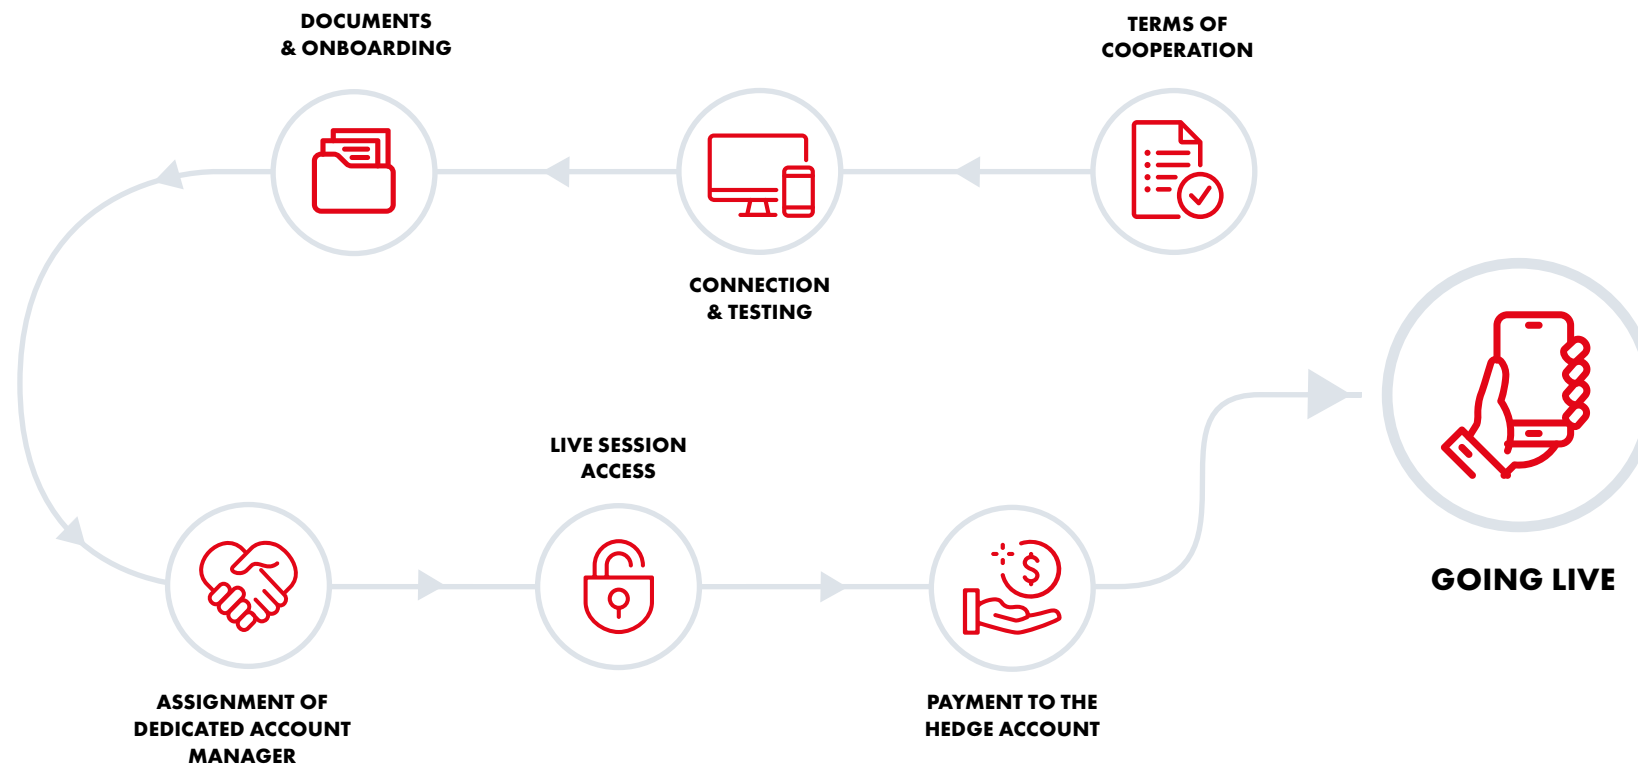 DOCUMENTS
& ONBOARDING
TERMS OF
COOPERATION
CONNECTION
& TESTING
LIVE SESSION
ACCESS
GOING LIVE
ASSIGNMENT OF
DEDICATED ACCOUNT
MANAGER
PAYMENT TO THE
HEDGE ACCOUNT
$